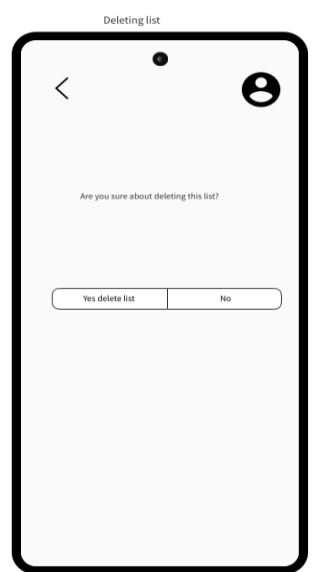 Deleting list
Are you sure about deleting this list?
Yes delete list
No